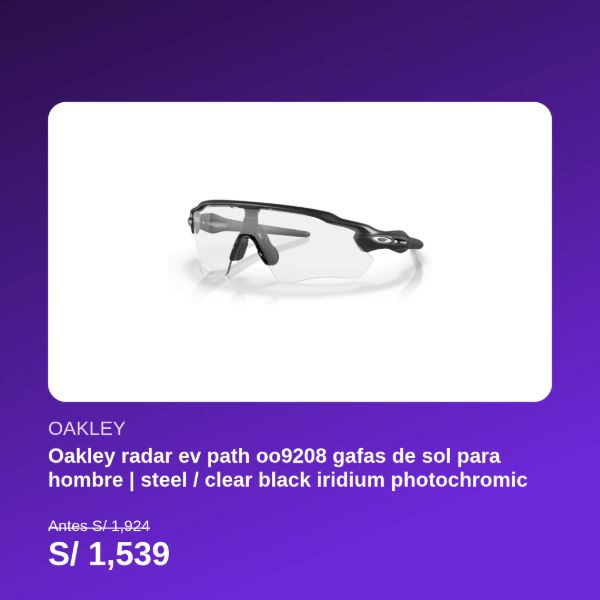 OAKLEY
Oakley radar ev path oo9208 gafas de sol para
hombre | steel / clear black iridium photochromic
Antes S/ 1,924
S/ 1,539